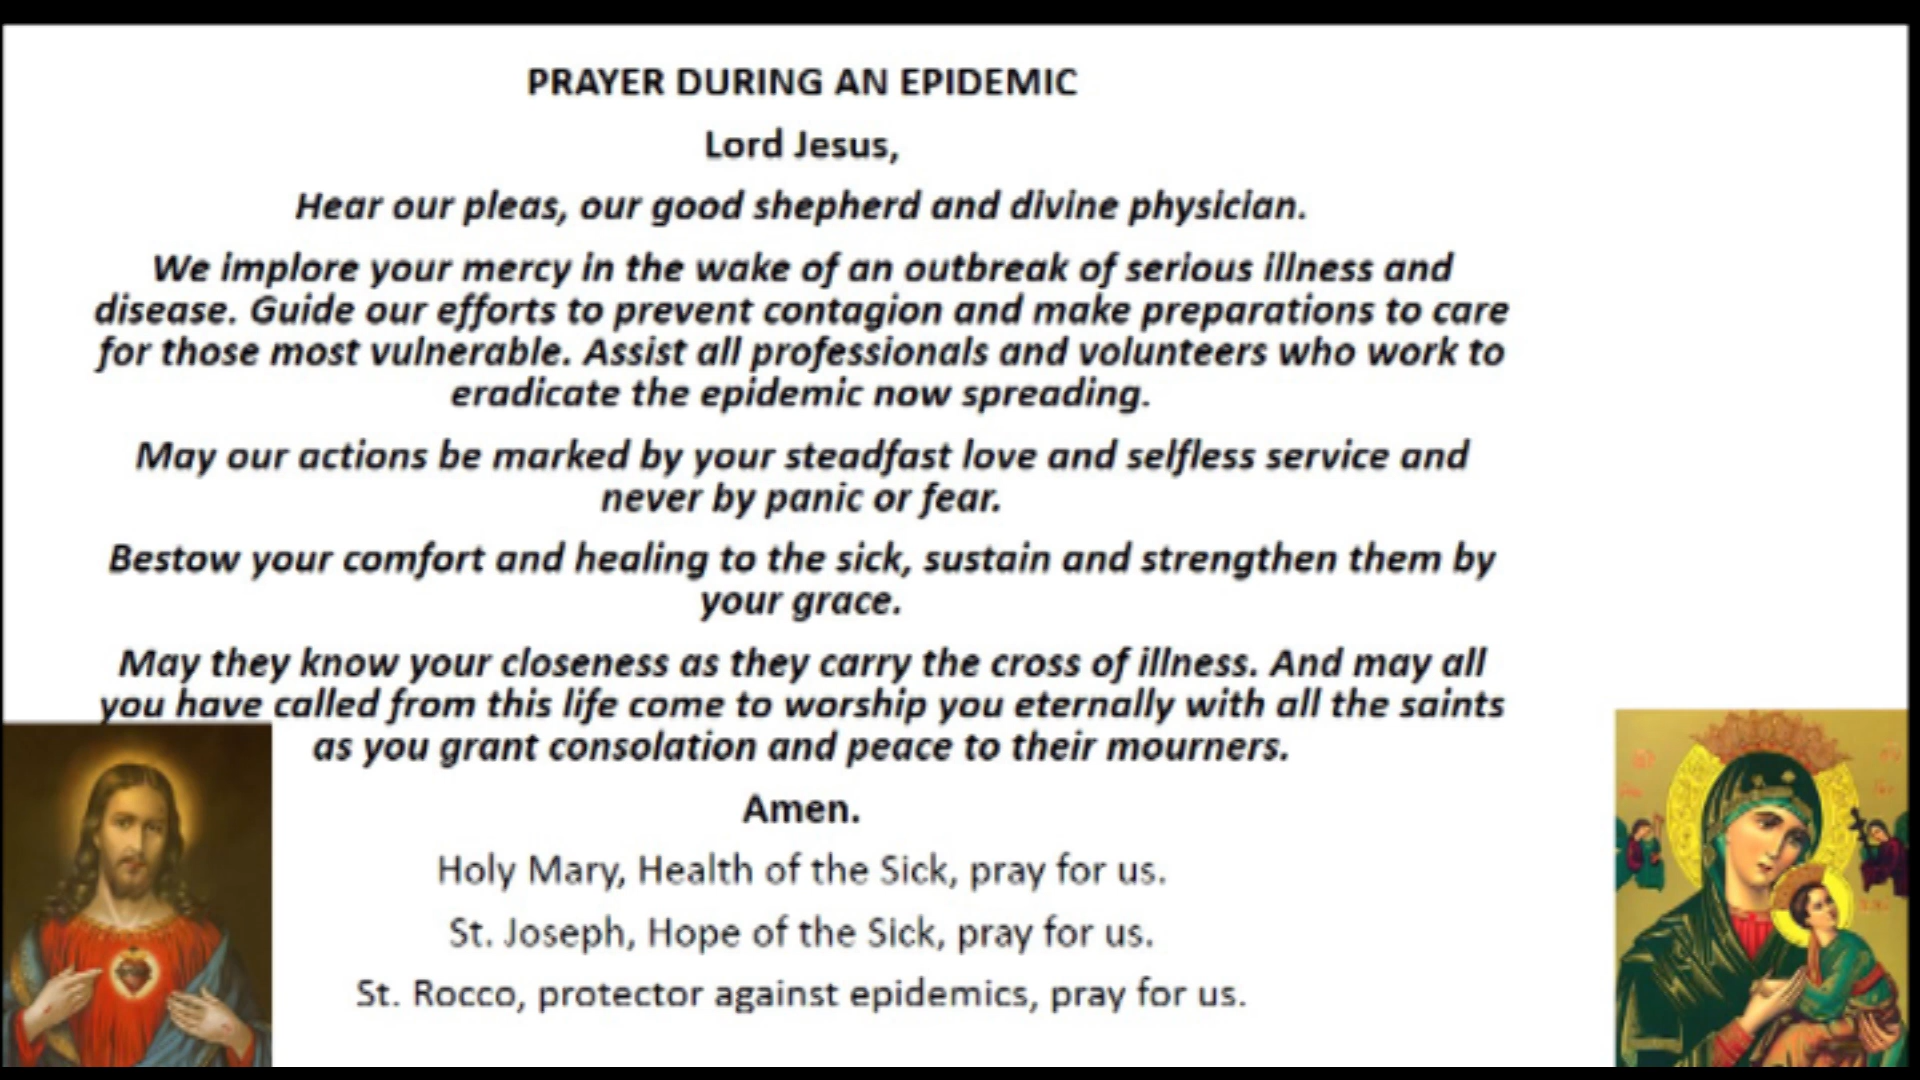 PRAYER DURING AN EPIDEMIC
Lord Jesus,
Hear our pleas, our good shepherd and divine physician.
We implore your mercy in the wake of an outbreak of serious illness and
disease. Guide our efforts to prevent contagion and make preparations to care
for those most vulnerable. Assist all professionals and volunteers who work to
eradicate the epidemic now spreading.
May our actions be marked by your steadfast love and selfless service and
never by panic or fear.
Bestow your comfort and healing to the sick, sustain and strengthen them by
your grace.
May they know your closeness as they carry the cross of illness. And may all
you have called from this life come to worship you eternally with all the saints
as you grant consolation and peace to their mourners.
Amen.
Holy Mary, Health of the Sick, pray for us.
St. Joseph, Hope of the Sick, pray for us.
St. Rocco, protector against epidemics, pray for us.